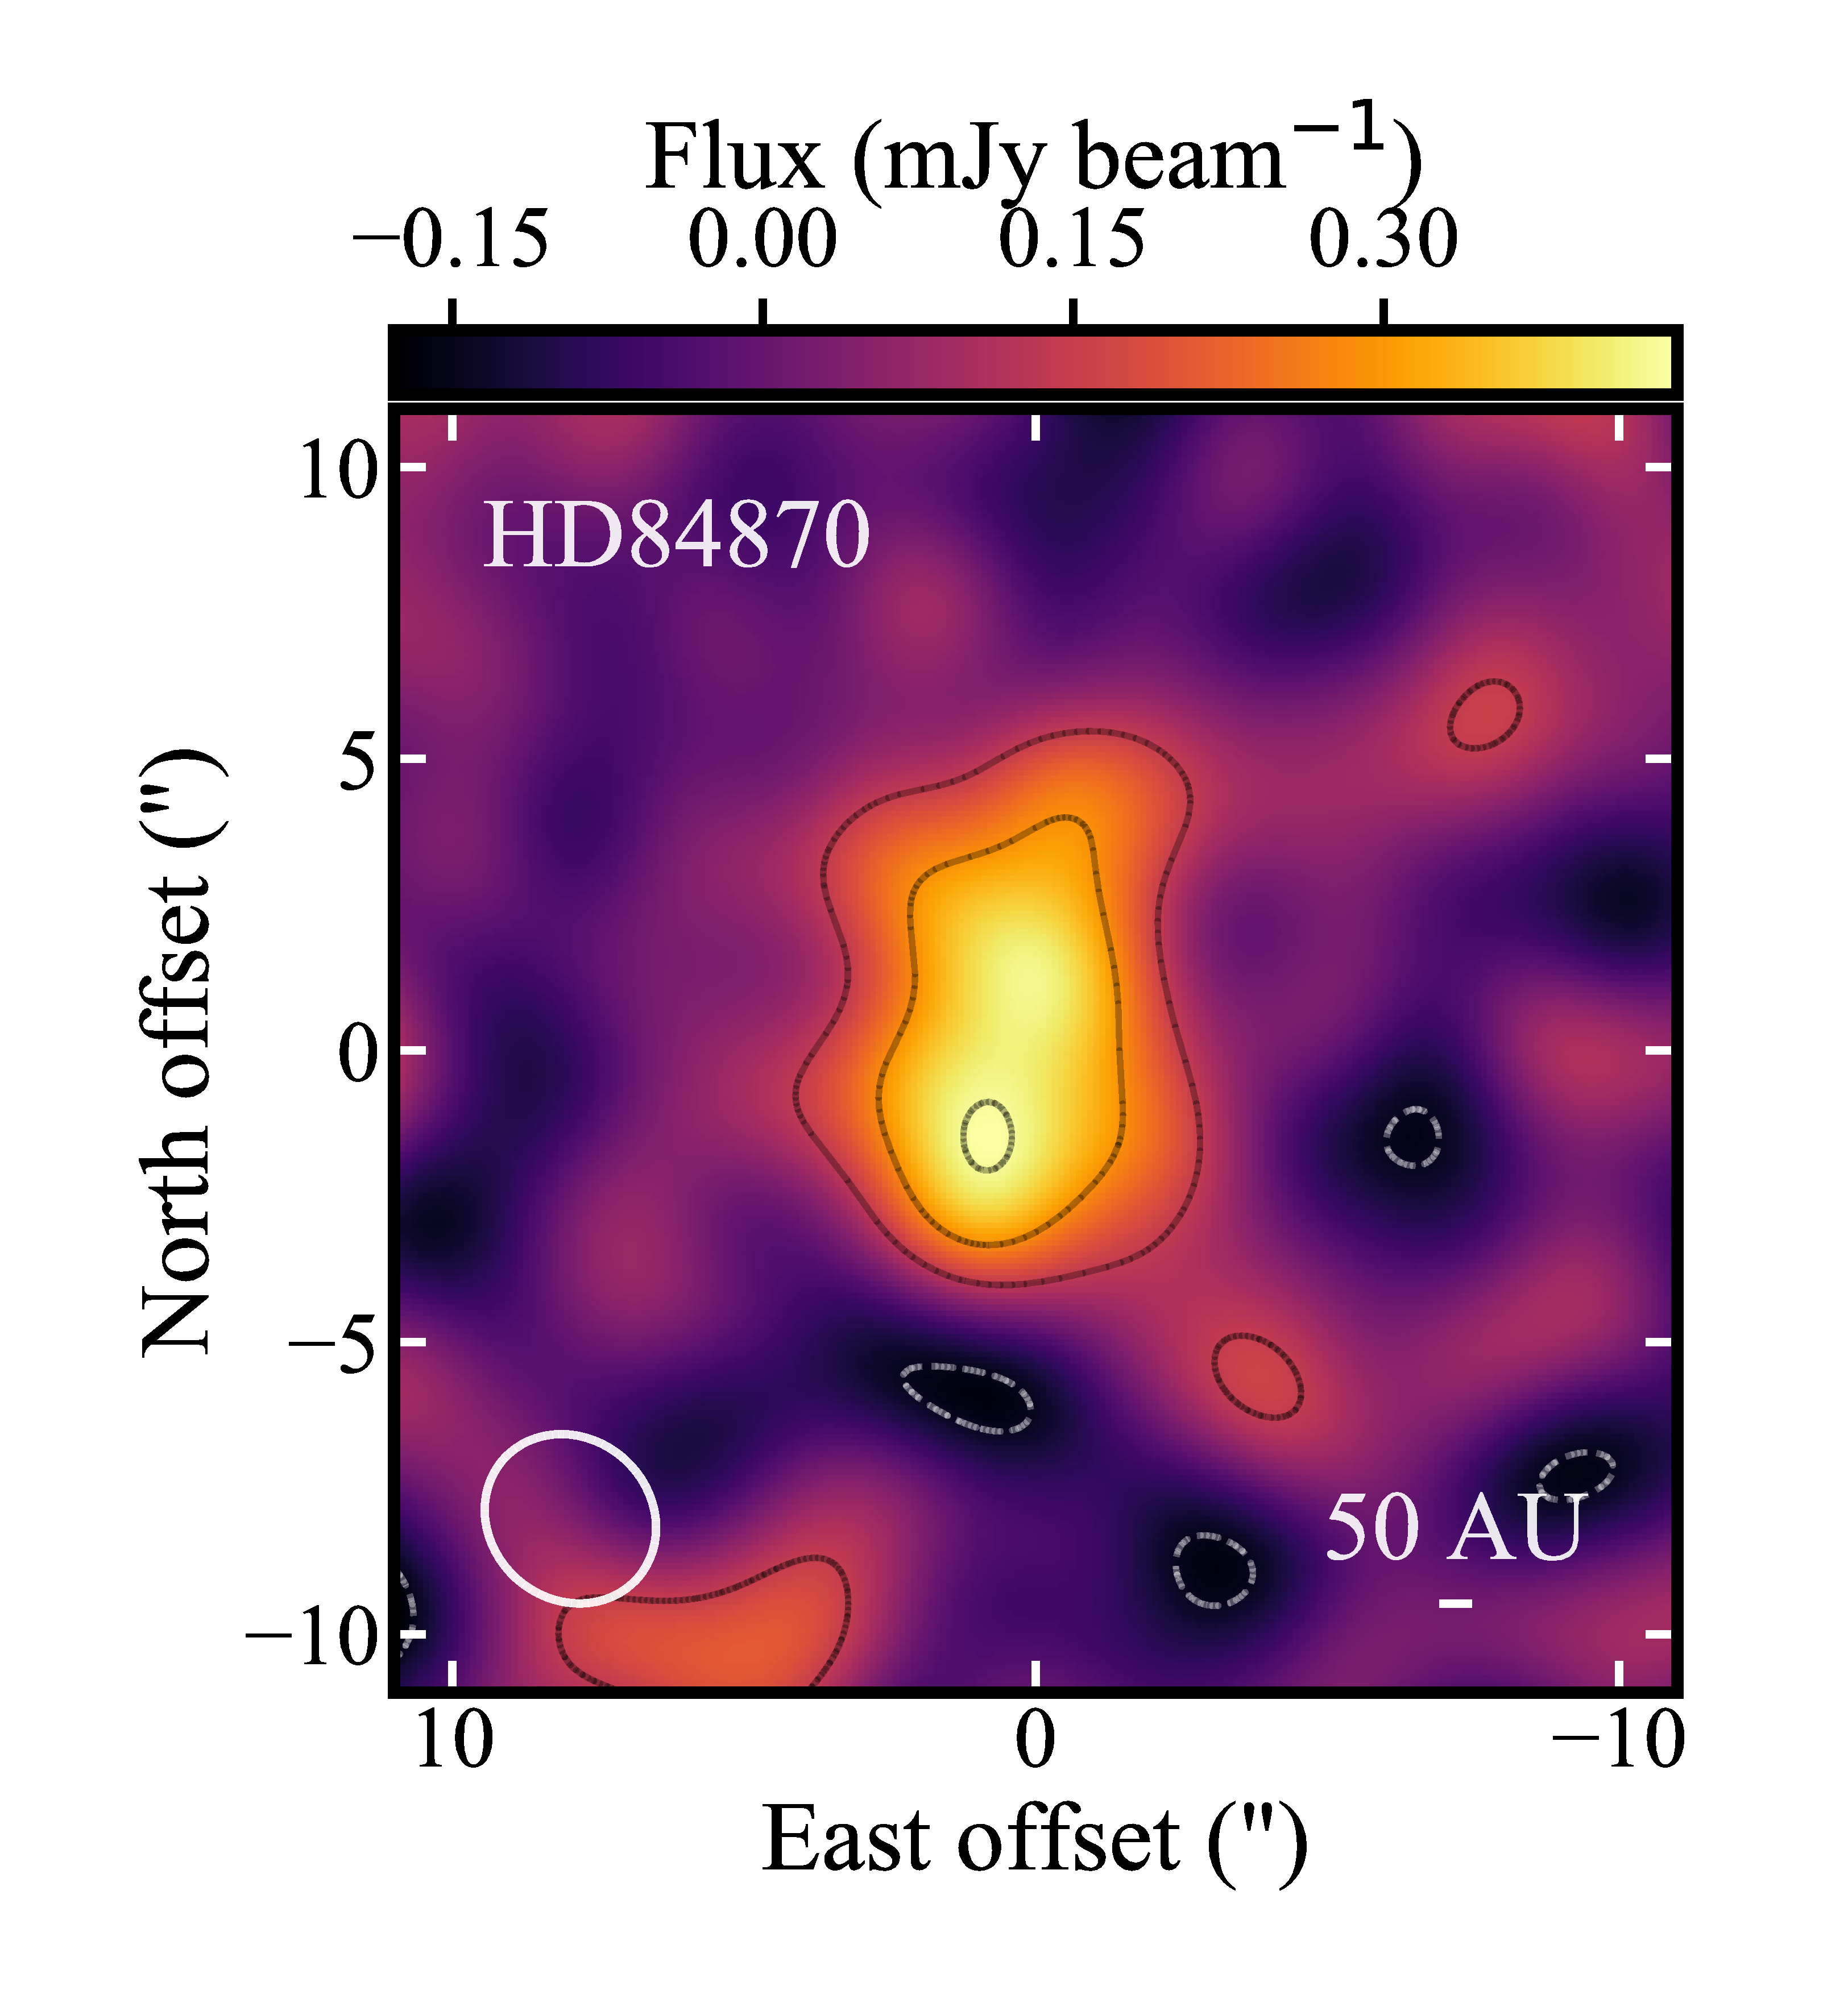 Flux (mJy beam⁻¹)
−0.15 0.00 0.15 0.30
HD84870
10
5
0
−5
−10
North offset (")
50 AU
10 0 −10
East offset (")